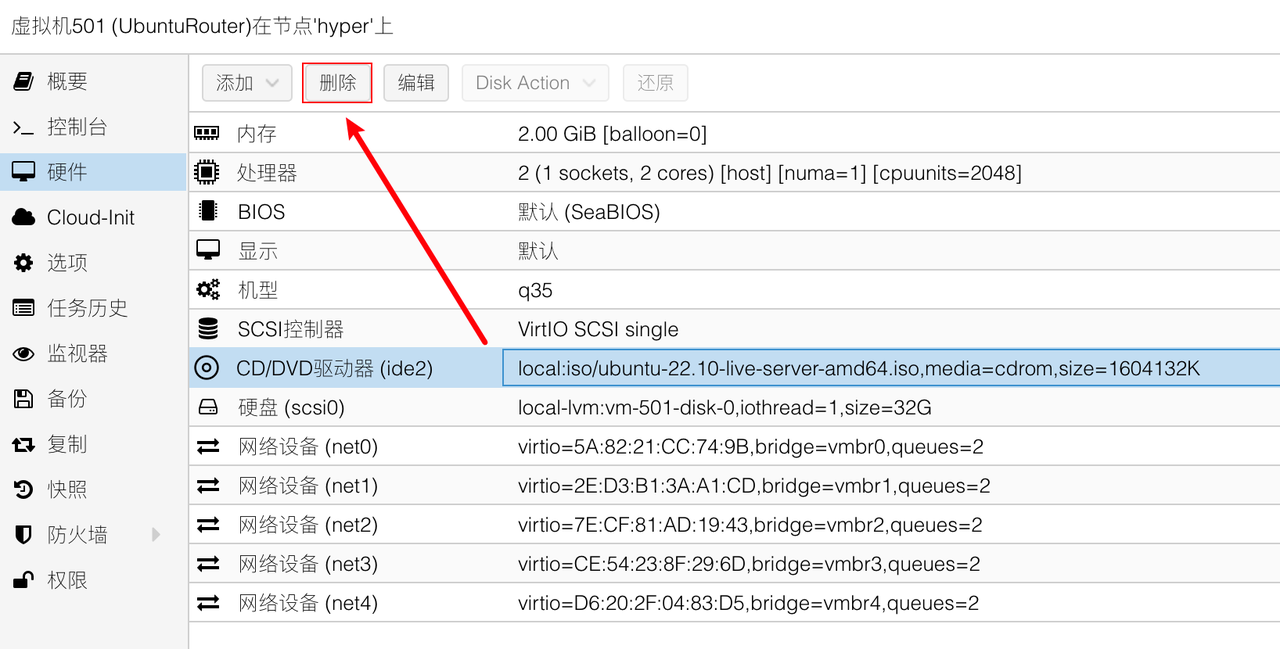 虚拟机501 (UbuntuRouter)在节点'hyper'上
概要
控制台
硬件
Cloud-Init
选项
任务历史
监视器
备份
复制
快照
防火墙
权限
添加 删除 编辑 Disk Action 还原
内存 2.00 GiB [balloon=0]
处理器 2 (1 sockets, 2 cores) [host] [numa=1] [cpuunits=2048]
BIOS 默认 (SeaBIOS)
显示 默认
机型 q35
SCSI控制器 VirtIO SCSI single
CD/DVD驱动器 (ide2) local:iso/ubuntu-22.10-live-server-amd64.iso,media=cdrom,size=1604132K
硬盘 (scsi0) local-lvm:vm-501-disk-0,iothread=1,size=32G
网络设备 (net0) virtio=5A:82:21:CC:74:9B,bridge=vmbr0,queues=2
网络设备 (net1) virtio=2E:D3:B1:3A:A1:CD,bridge=vmbr1,queues=2
网络设备 (net2) virtio=7E:CF:81:AD:19:43,bridge=vmbr2,queues=2
网络设备 (net3) virtio=CE:54:23:8F:29:6D,bridge=vmbr3,queues=2
网络设备 (net4) virtio=D6:20:2F:04:83:D5,bridge=vmbr4,queues=2